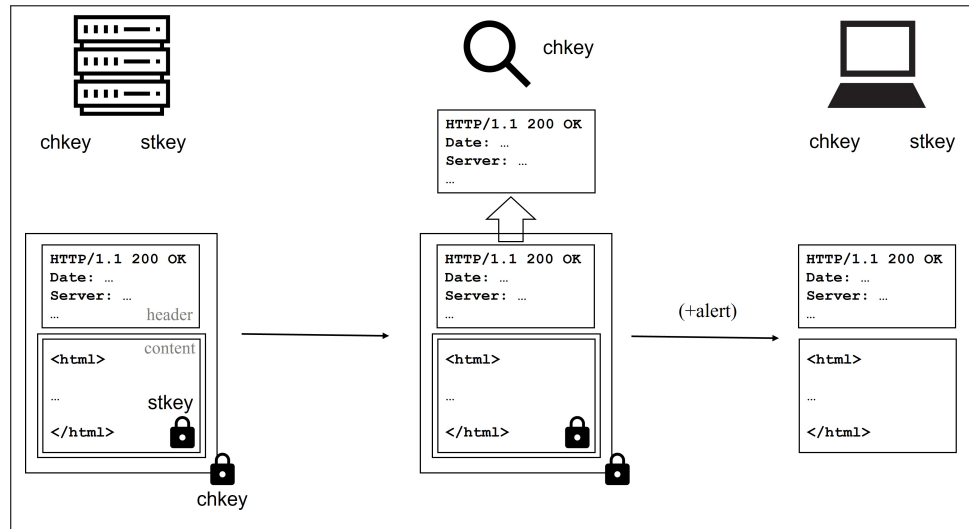 chkey stkey
chkey
HTTP/1.1 200 OK
Date: …
Server: …
…
chkey stkey
HTTP/1.1 200 OK
Date: …
Server: …
… header
content
<html>
…
stkey
</html>
chkey
HTTP/1.1 200 OK
Date: …
Server: …
…
<html>
…
</html>
(+alert)
HTTP/1.1 200 OK
Date: …
Server: …
…
<html>
…
</html>